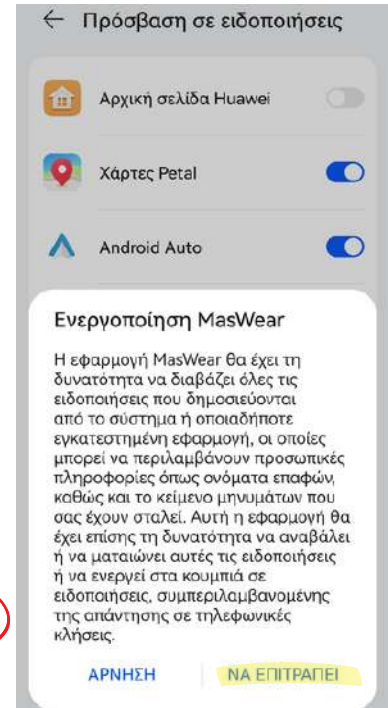 ← Πρόσβαση σε ειδοποιήσεις
Αρχική σελίδα Huawei
Χάρτες Petal
Android Auto
Ενεργοποίηση MasWear
Η εφαρμογή MasWear θα έχει τη
δυνατότητα να διαβάζει όλες τις
ειδοποιήσεις που δημοσιεύονται
από το σύστημα ή οποιαδήποτε
εγκατεστημένη εφαρμογή, οι οποίες
μπορεί να περιλαμβάνουν προσωπικές
πληροφορίες όπως ονόματα επαφών,
καθώς και το κείμενο μηνυμάτων που
σας έχουν σταλεί. Αυτή η εφαρμογή θα
έχει επίσης τη δυνατότητα να αναβάλει
ή να ματαιώνει αυτές τις ειδοποιήσεις
ή να ενεργεί στα κουμπιά σε
ειδοποιήσεις, συμπεριλαμβανομένης
της απάντησης σε τηλεφωνικές
κλήσεις.
ΑΡΝΗΣΗ ΝΑ ΕΠΙΤΡΑΠΕΙ